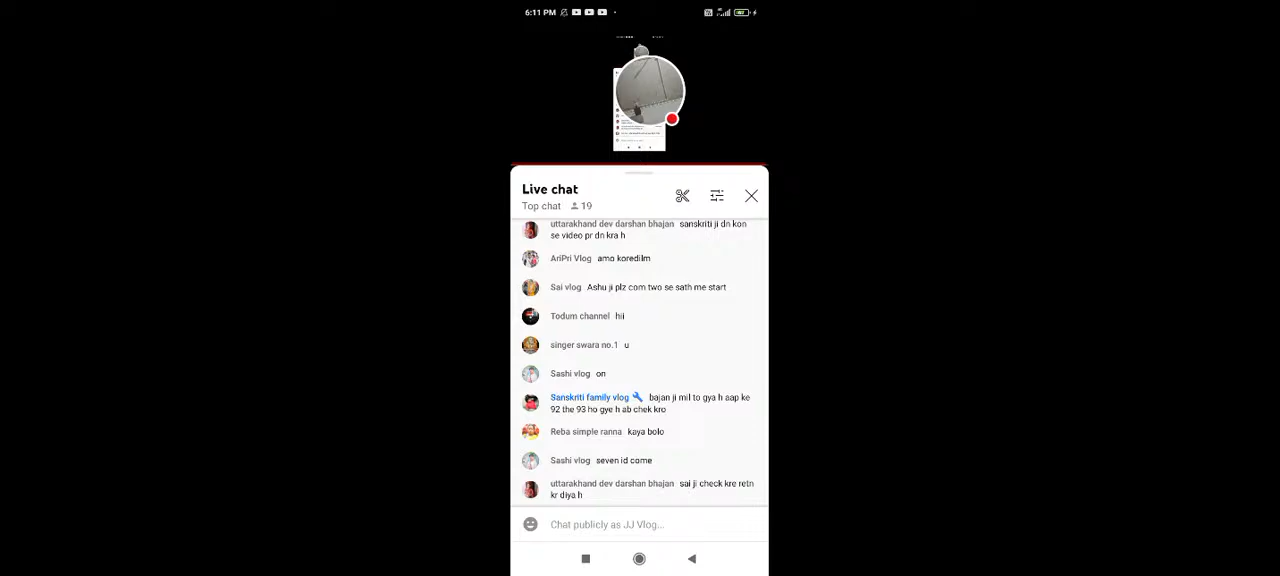 6:11 PM
Live chat
Top chat 19
uttarakhand dev darshan bhajan sanskriti ji dn kon
se video pr dn kra h
AriPri Vlog amo koredilm
Sai vlog Ashu ji plz com two se sath me start
Todum channel hii
singer swara no.1 u
Sashi vlog on
Sanskriti family vlog bajan ji mil to gya h aap ke
92 the 93 ho gye h ab chek kro
Reba simple ranna kaya bolo
Sashi vlog seven id come
uttarakhand dev darshan bhajan sai ji check kre retn
kr diya h
Chat publicly as JJ Vlog...